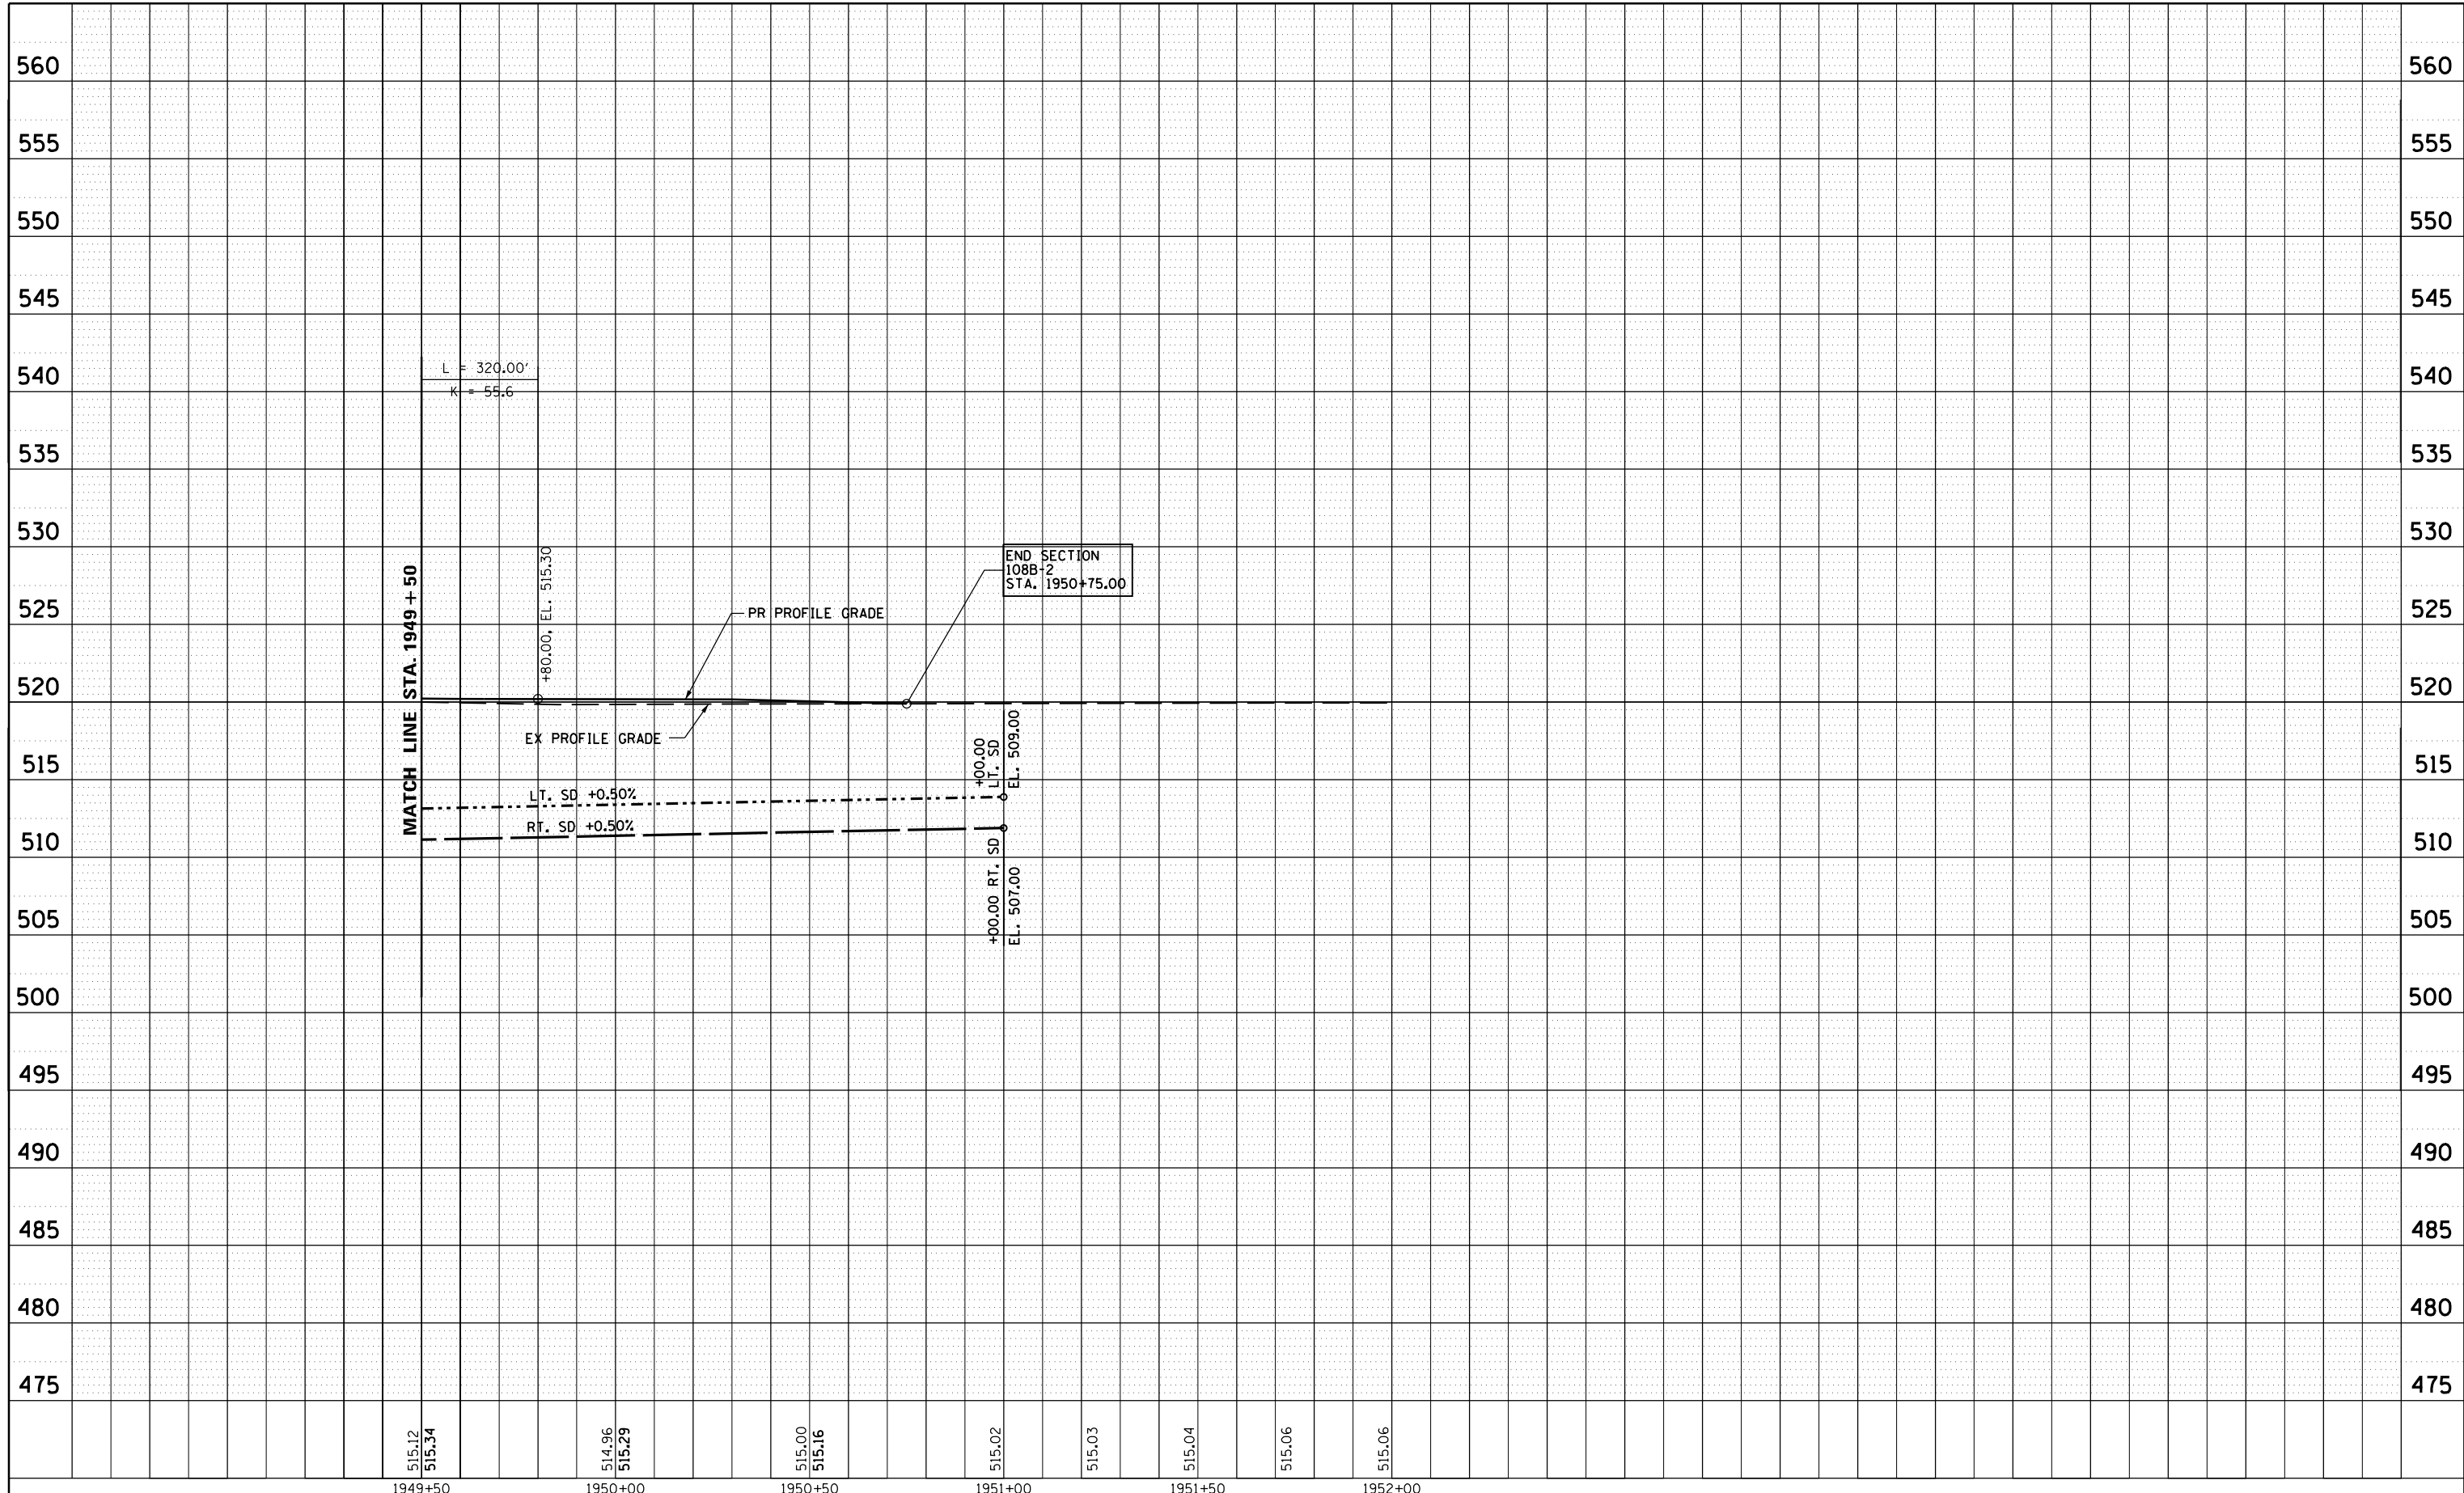 560 560
555 555
550 550
545 545
L = 320.00'
540 540
K = 55.6
535 535
530 530
END SECTION
108B-2
STA. 1950+75.00
+80.00, EL. 515.30
MATCH LINE STA. 1949+50
525 525
PR PROFILE GRADE
520 520
EX PROFILE GRADE
+00.00
LT. SD
EL. 509.00
515 515
LT. SD +0.50%
RT. SD +0.50%
510 510
+00.00 RT. SD
EL. 507.00
505 505
500 500
495 495
490 490
485 485
480 480
475 475
515.12
515.34
514.96
515.29
515.00
515.16
515.02
515.03
515.04
515.06
515.06
1949+50 1950+00 1950+50 1951+00 1951+50 1952+00